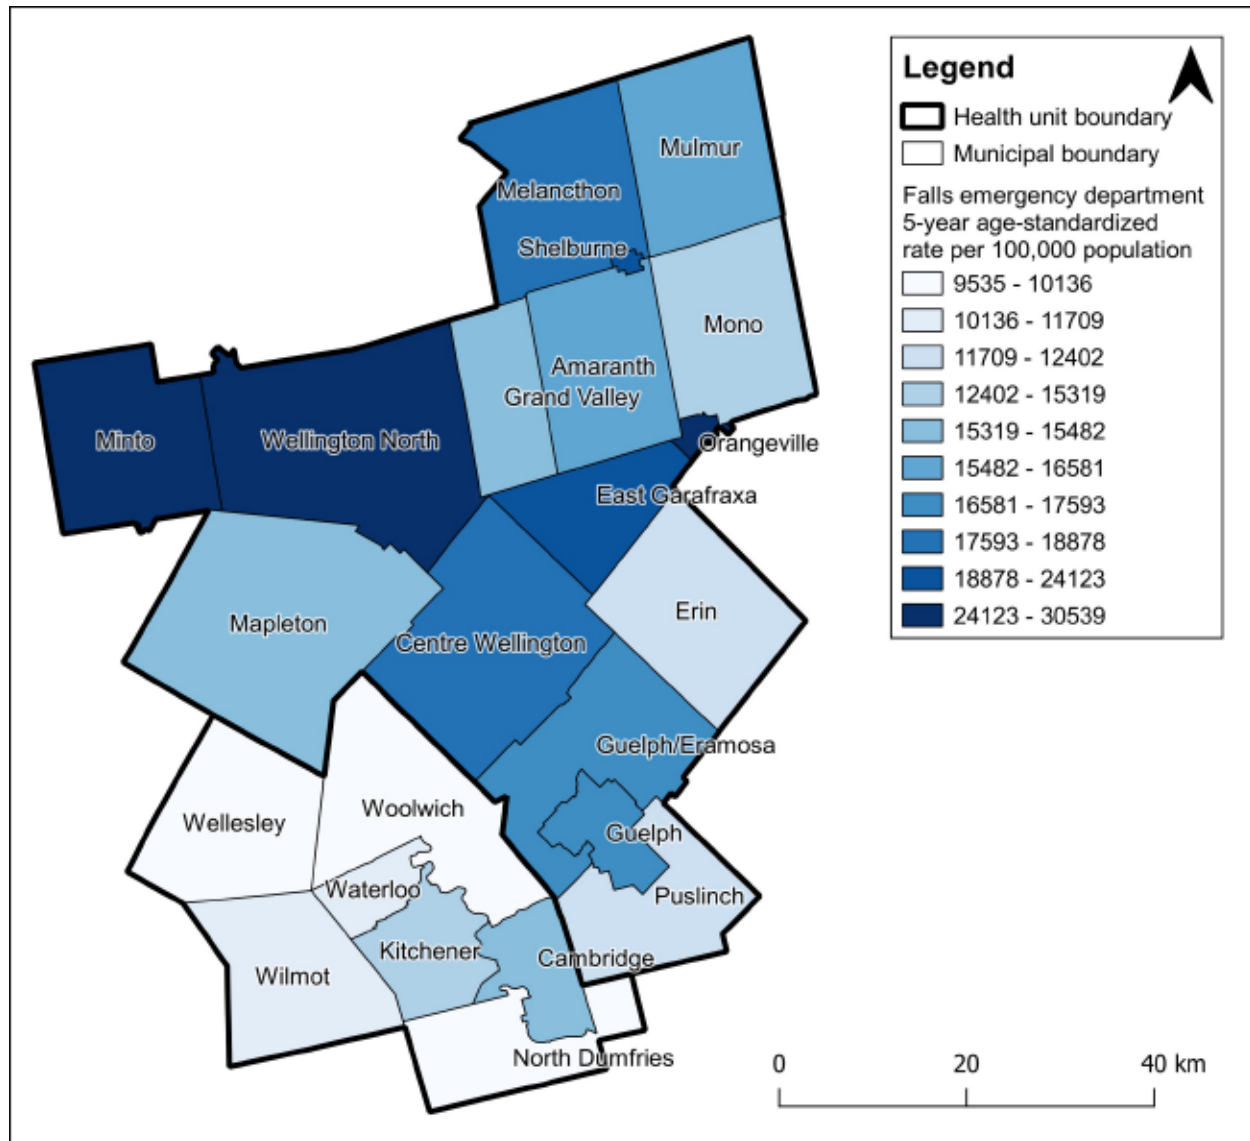 Legend
Health unit boundary
Municipal boundary
Falls emergency department
5-year age-standardized
rate per 100,000 population
9535 - 10136
10136 - 11709
11709 - 12402
12402 - 15319
15319 - 15482
15482 - 16581
16581 - 17593
17593 - 18878
18878 - 24123
24123 - 30539
Mulmur
Melancthon
Shelburne
Mono
Amaranth
Grand Valley
Minto
Wellington North
Orangeville
East Garafraxa
Erin
Mapleton
Centre Wellington
Guelph/Eramosa
Wellesley
Woolwich
Guelph
Waterloo
Puslinch
Kitchener
Cambridge
Wilmot
North Dumfries
0 20 40 km